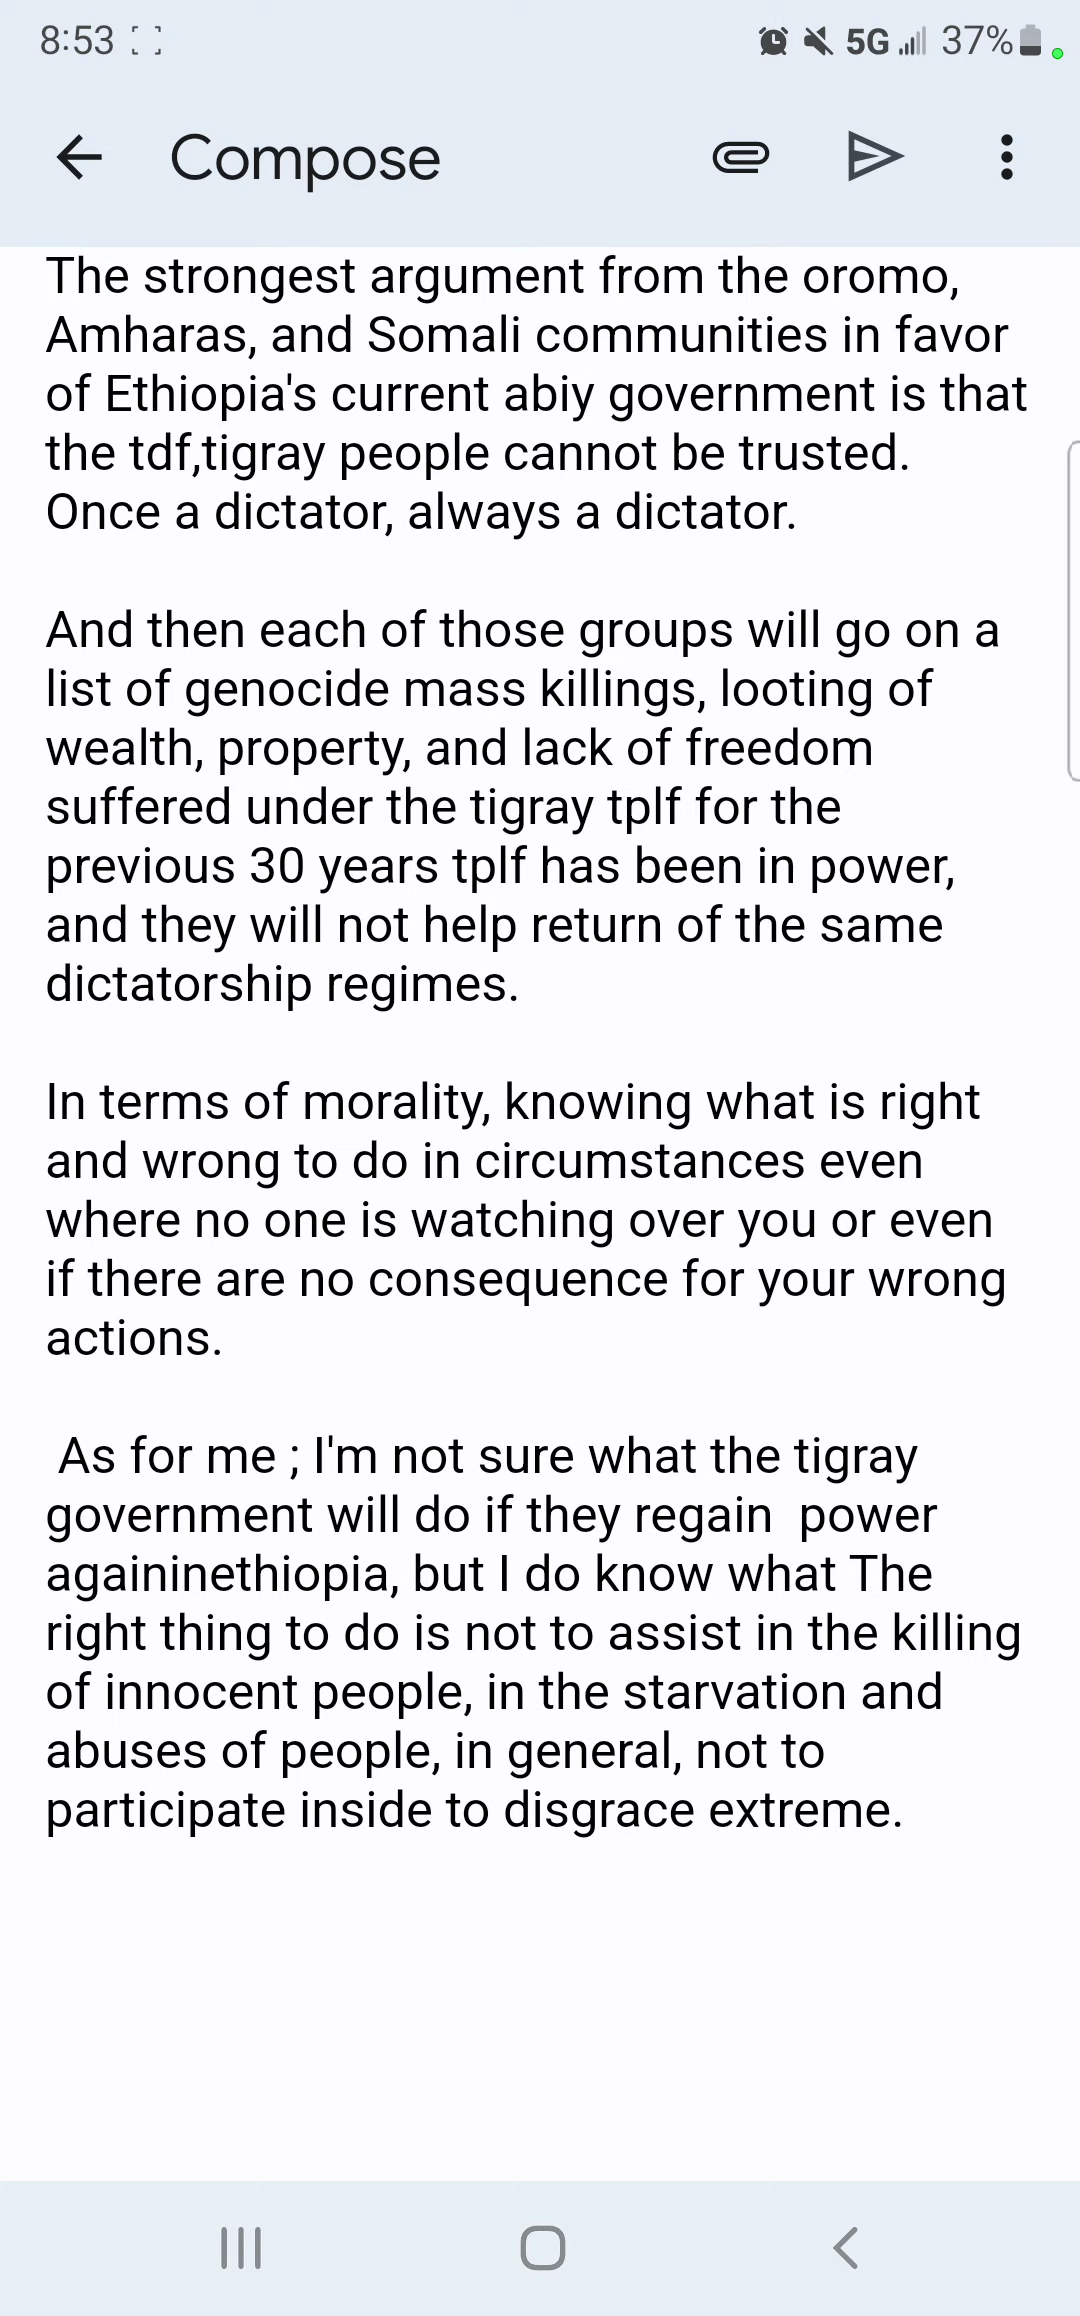 8:53
5G 37%
Compose
The strongest argument from the oromo,
Amharas, and Somali communities in favor
of Ethiopia's current abiy government is that
the tdf,tigray people cannot be trusted.
Once a dictator, always a dictator.
And then each of those groups will go on a
list of genocide mass killings, looting of
wealth, property, and lack of freedom
suffered under the tigray tplf for the
previous 30 years tplf has been in power,
and they will not help return of the same
dictatorship regimes.
In terms of morality, knowing what is right
and wrong to do in circumstances even
where no one is watching over you or even
if there are no consequence for your wrong
actions.
As for me ; I'm not sure what the tigray
government will do if they regain  power
againinethiopia, but I do know what The
right thing to do is not to assist in the killing
of innocent people, in the starvation and
abuses of people, in general, not to
participate inside to disgrace extreme.